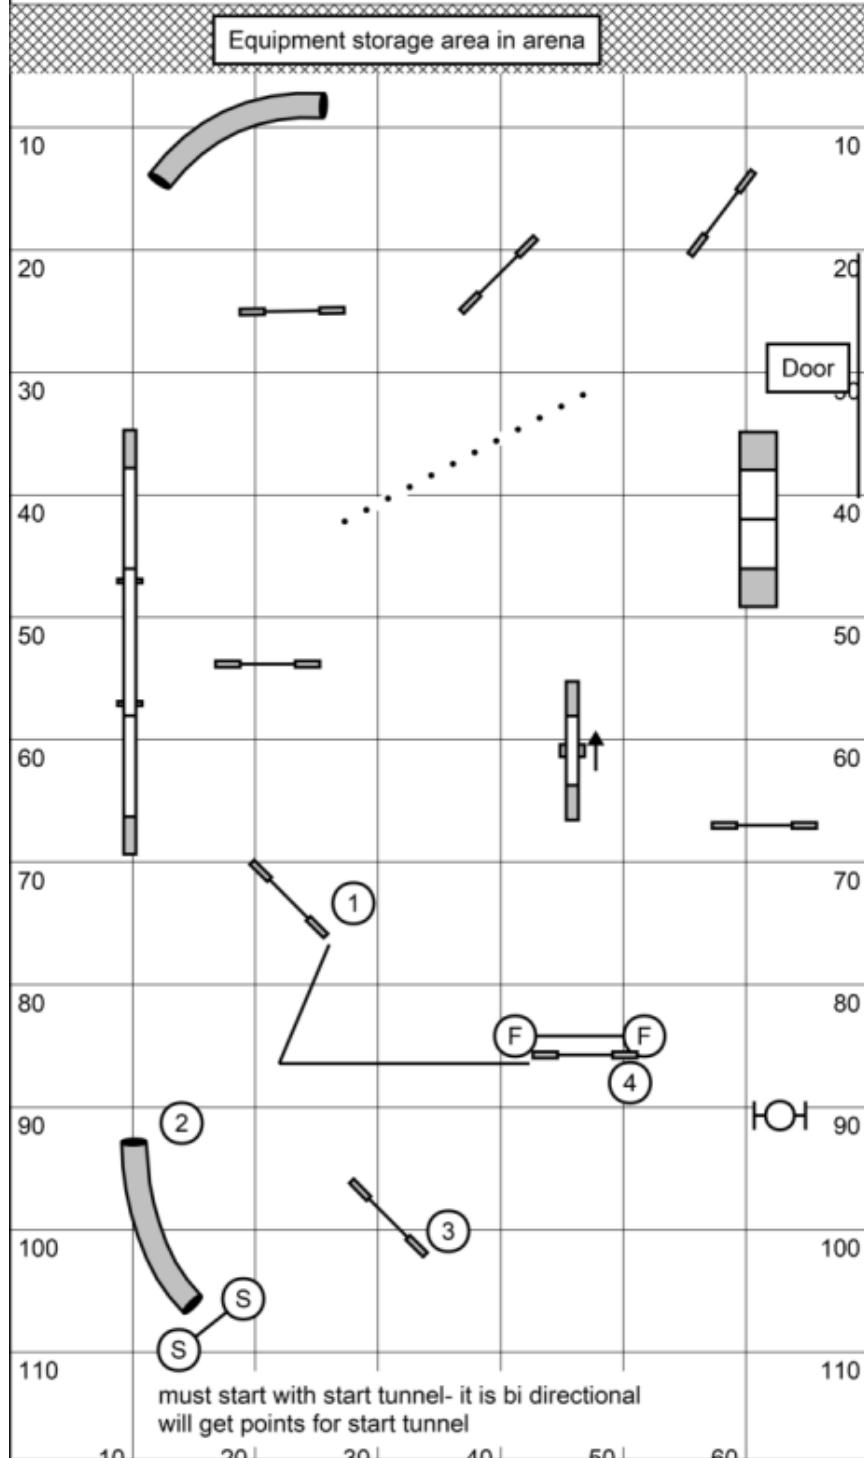 Equipment storage area in arena
10 10
20 20
Door
30
40 40
50 50
60 60
70 70
1
80 80
F F
4
90 90
2
3
100 100
S
S
110 110
must start with start tunnel- it is bi directional
will get points for start tunnel
10 20 30 40 50 60